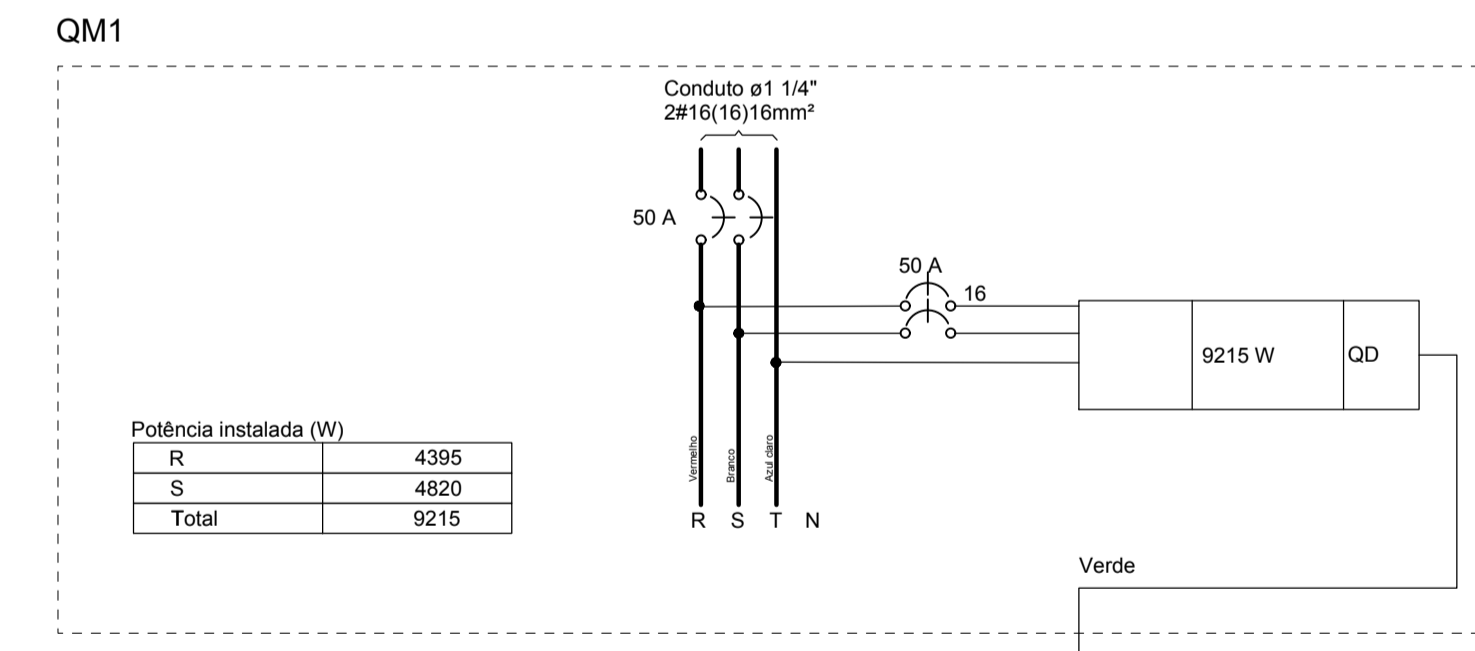 QM1
Conduto ø1 1/4"
2#16(16)16mm²
50 A
50 A
16
9215 W
QD
Potência instalada (W)
R 4395
S 4820
Total 9215
Vermelho
Branco
Azul claro
R S T N
Verde